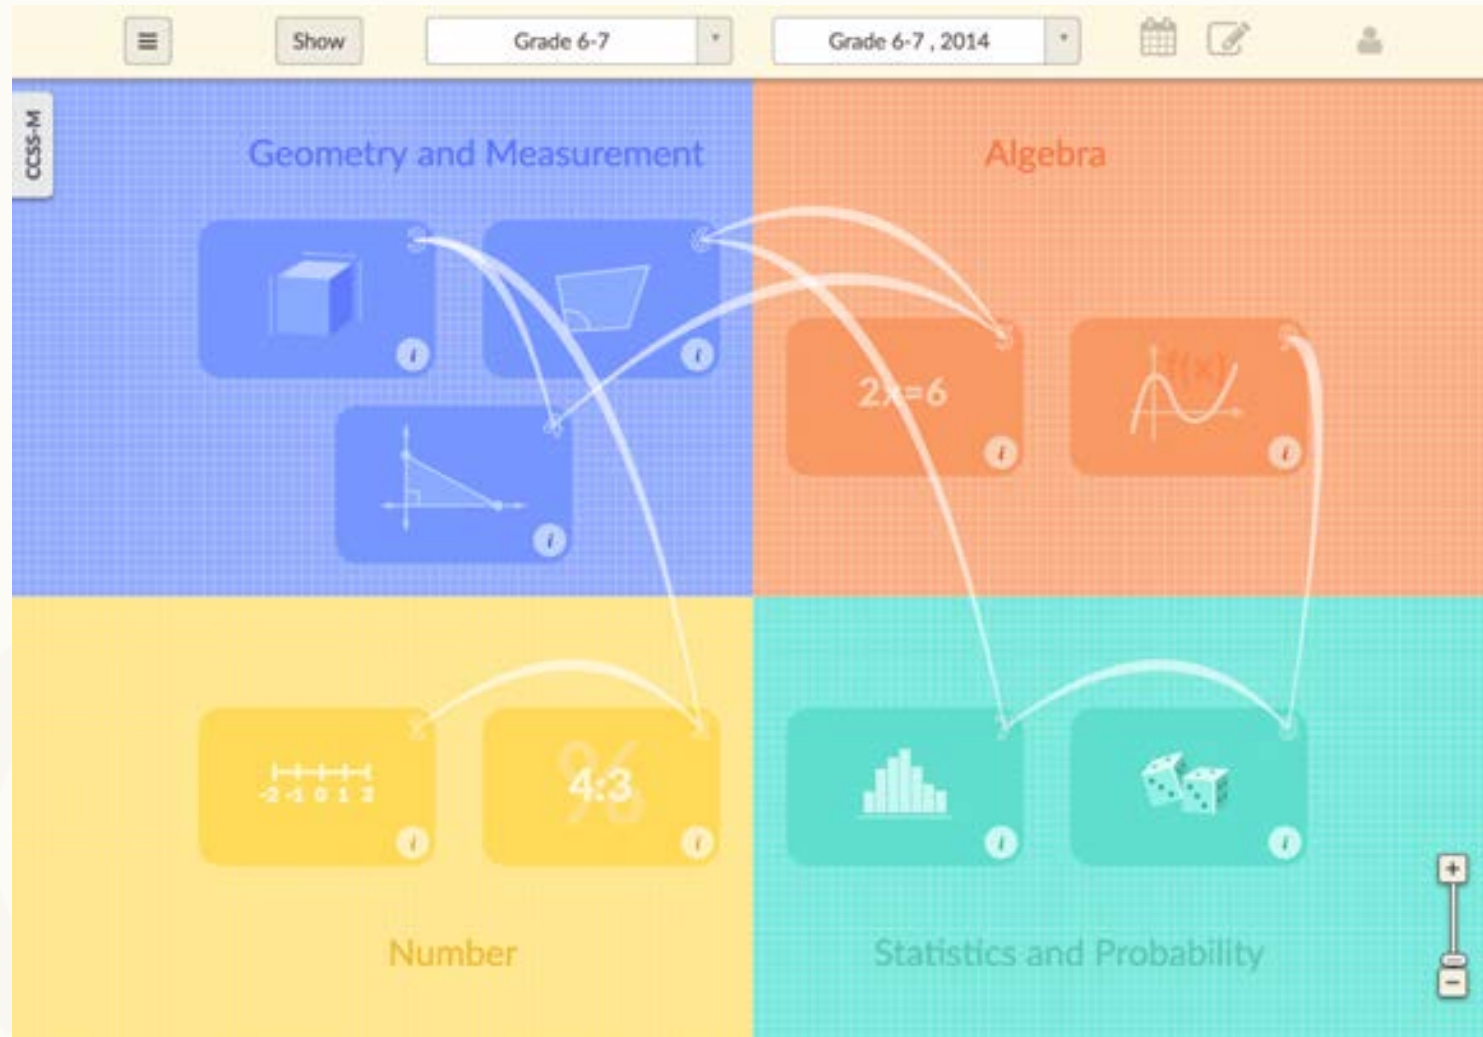 Show
Grade 6-7
Grade 6-7 , 2014
CCSS-M
Geometry and Measurement
Algebra
i
i
2x=6
i
f(x)
i
i
-2 -1 0 1 2
i
%
4:3
i
i
i
Number
Statistics and Probability
+
−